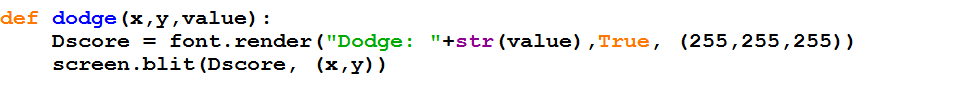 def dodge(x,y,value):
    Dscore = font.render("Dodge: "+str(value),True, (255,255,255))
    screen.blit(Dscore, (x,y))